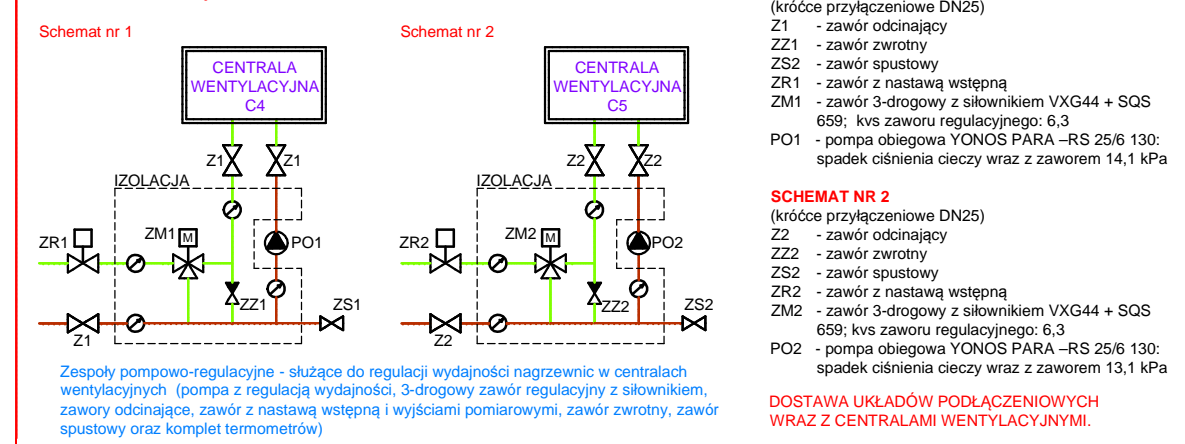 Schemat nr 1
CENTRALA
WENTYLACYJNA
C4
Z1
Z1
IZOLACJA
ZR1
ZM1
M
PO1
ZZ1
ZS1
Z1
Schemat nr 2
CENTRALA
WENTYLACYJNA
C5
Z2
Z2
IZOLACJA
ZR2
ZM2
M
PO2
ZZ2
ZS2
Z2
Zespoły pompowo-regulacyjne - służące do regulacji wydajności nagrzewnic w centralach
wentylacyjnych (pompa z regulacją wydajności, 3-drogowy zawór regulacyjny z siłownikiem,
zawory odcinające, zawór z nastawą wstępną i wyjściami pomiarowymi, zawór zwrotny, zawór
spustowy oraz komplet termometrów)
(króćce przyłączeniowe DN25)
Z1 - zawór odcinający
ZZ1 - zawór zwrotny
ZS2 - zawór spustowy
ZR1 - zawór z nastawą wstępną
ZM1 - zawór 3-drogowy z siłownikiem VXG44 + SQS
659; kvs zaworu regulacyjnego: 6,3
PO1 - pompa obiegowa YONOS PARA –RS 25/6 130:
spadek ciśnienia cieczy wraz z zaworem 14,1 kPa
SCHEMAT NR 2
(króćce przyłączeniowe DN25)
Z2 - zawór odcinający
ZZ2 - zawór zwrotny
ZS2 - zawór spustowy
ZR2 - zawór z nastawą wstępną
ZM2 - zawór 3-drogowy z siłownikiem VXG44 + SQS
659; kvs zaworu regulacyjnego: 6,3
PO2 - pompa obiegowa YONOS PARA –RS 25/6 130:
spadek ciśnienia cieczy wraz z zaworem 13,1 kPa
DOSTAWA UKŁADÓW PODŁĄCZENIOWYCH
WRAZ Z CENTRALAMI WENTYLACYJNYMI.